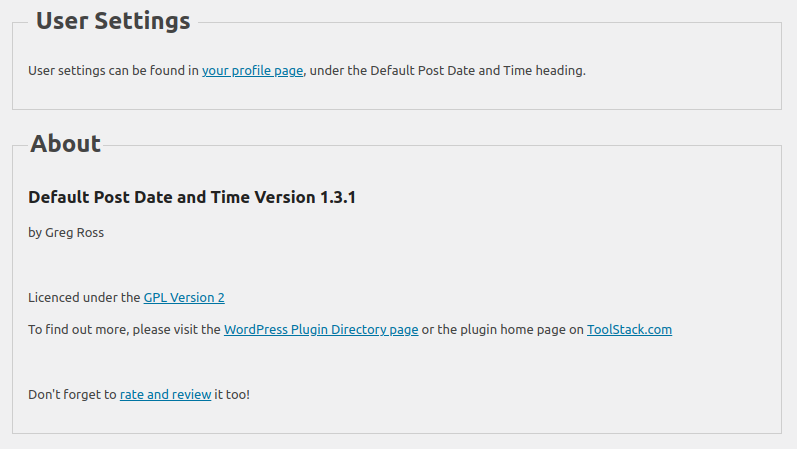 User Settings
User settings can be found in your profile page, under the Default Post Date and Time heading.
About
Default Post Date and Time Version 1.3.1
by Greg Ross
Licenced under the GPL Version 2
To find out more, please visit the WordPress Plugin Directory page or the plugin home page on ToolStack.com
Don't forget to rate and review it too!